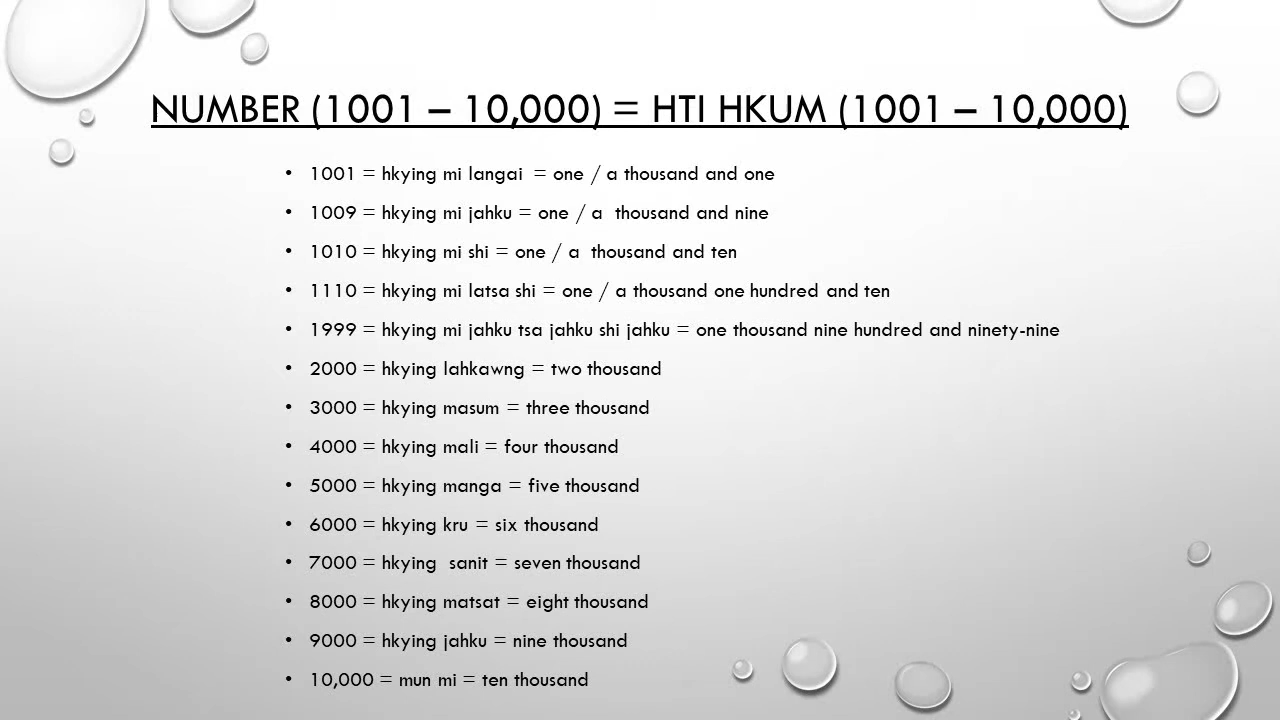 NUMBER (1001 – 10,000) = HTI HKUM (1001 – 10,000)
• 1001 = hkying mi langai  = one / a thousand and one
• 1009 = hkying mi jahku = one / a  thousand and nine
• 1010 = hkying mi shi = one / a  thousand and ten
• 1110 = hkying mi latsa shi = one / a thousand one hundred and ten
• 1999 = hkying mi jahku tsa jahku shi jahku = one thousand nine hundred and ninety-nine
• 2000 = hkying lahkawng = two thousand
• 3000 = hkying masum = three thousand
• 4000 = hkying mali = four thousand
• 5000 = hkying manga = five thousand
• 6000 = hkying kru = six thousand
• 7000 = hkying  sanit = seven thousand
• 8000 = hkying matsat = eight thousand
• 9000 = hkying jahku = nine thousand
• 10,000 = mun mi = ten thousand